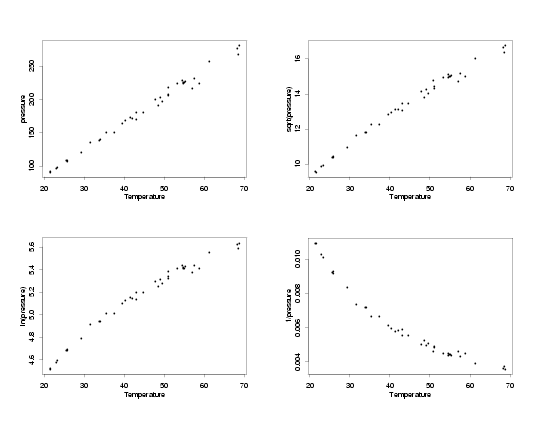 pressure
100 150 200 250
20 30 40 50 60 70
Temperature
sqrt(pressure)
10 12 14 16
20 30 40 50 60 70
Temperature
ln(pressure)
4.6 4.8 5.0 5.2 5.4 5.6
20 30 40 50 60 70
Temperature
1/pressure)
0.004 0.006 0.008 0.010
20 30 40 50 60 70
Temperature